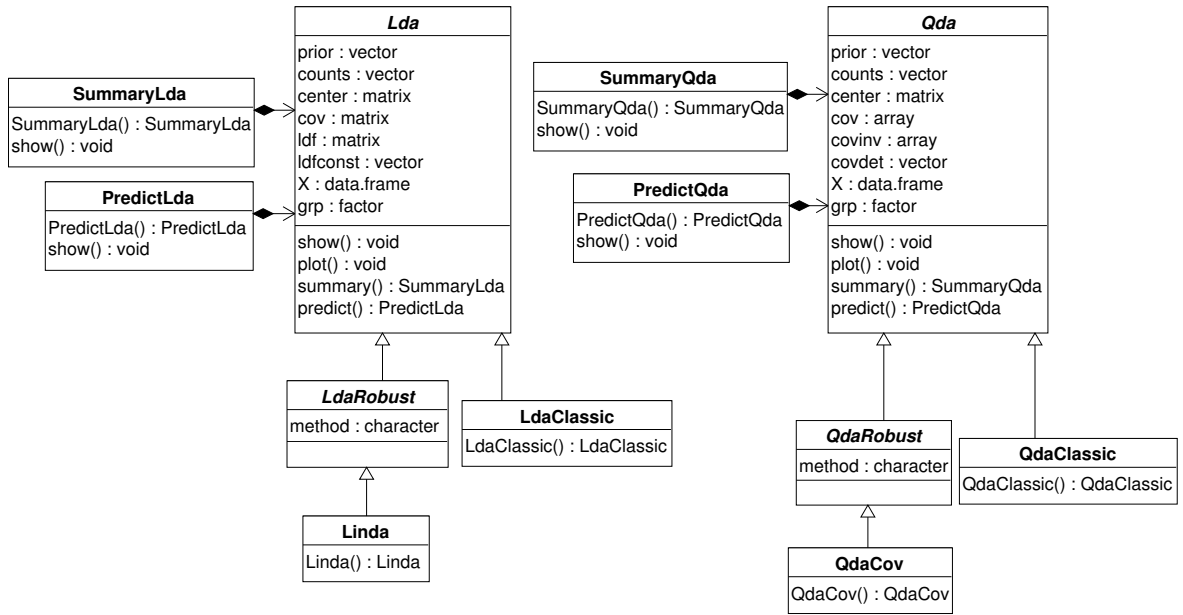 Lda
prior : vector
counts : vector
center : matrix
cov : matrix
ldf : matrix
ldfconst : vector
X : data.frame
grp : factor
show() : void
plot() : void
summary() : SummaryLda
predict() : PredictLda
SummaryLda
SummaryLda() : SummaryLda
show() : void
PredictLda
PredictLda() : PredictLda
show() : void
LdaRobust
method : character
LdaClassic
LdaClassic() : LdaClassic
Linda
Linda() : Linda
Qda
prior : vector
counts : vector
center : matrix
cov : array
covinv : array
covdet : vector
X : data.frame
grp : factor
show() : void
plot() : void
summary() : SummaryQda
predict() : PredictQda
SummaryQda
SummaryQda() : SummaryQda
show() : void
PredictQda
PredictQda() : PredictQda
show() : void
QdaRobust
method : character
QdaClassic
QdaClassic() : QdaClassic
QdaCov
QdaCov() : QdaCov